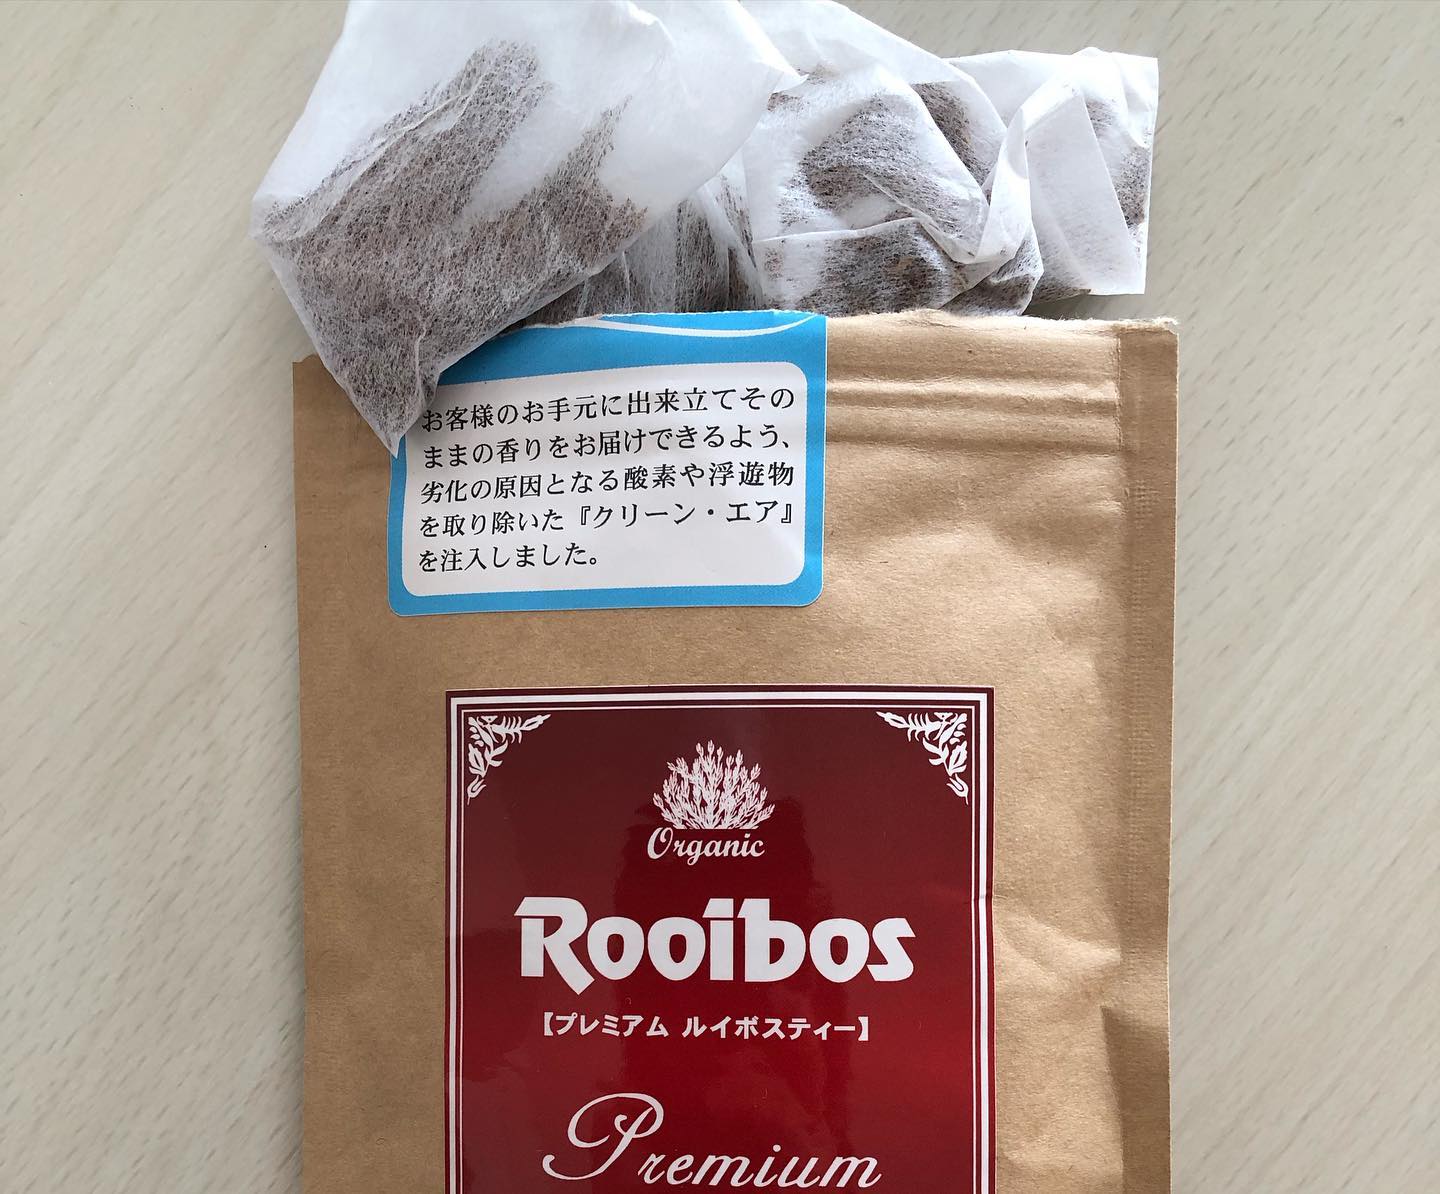 お客様のお手元に出来立てその
ままの香りをお届けできるよう、
劣化の原因となる酸素や浮遊物
を取り除いた『クリーン・エア』
を注入しました。
Organic
Rooibos
【プレミアム ルイボスティー】
Premium